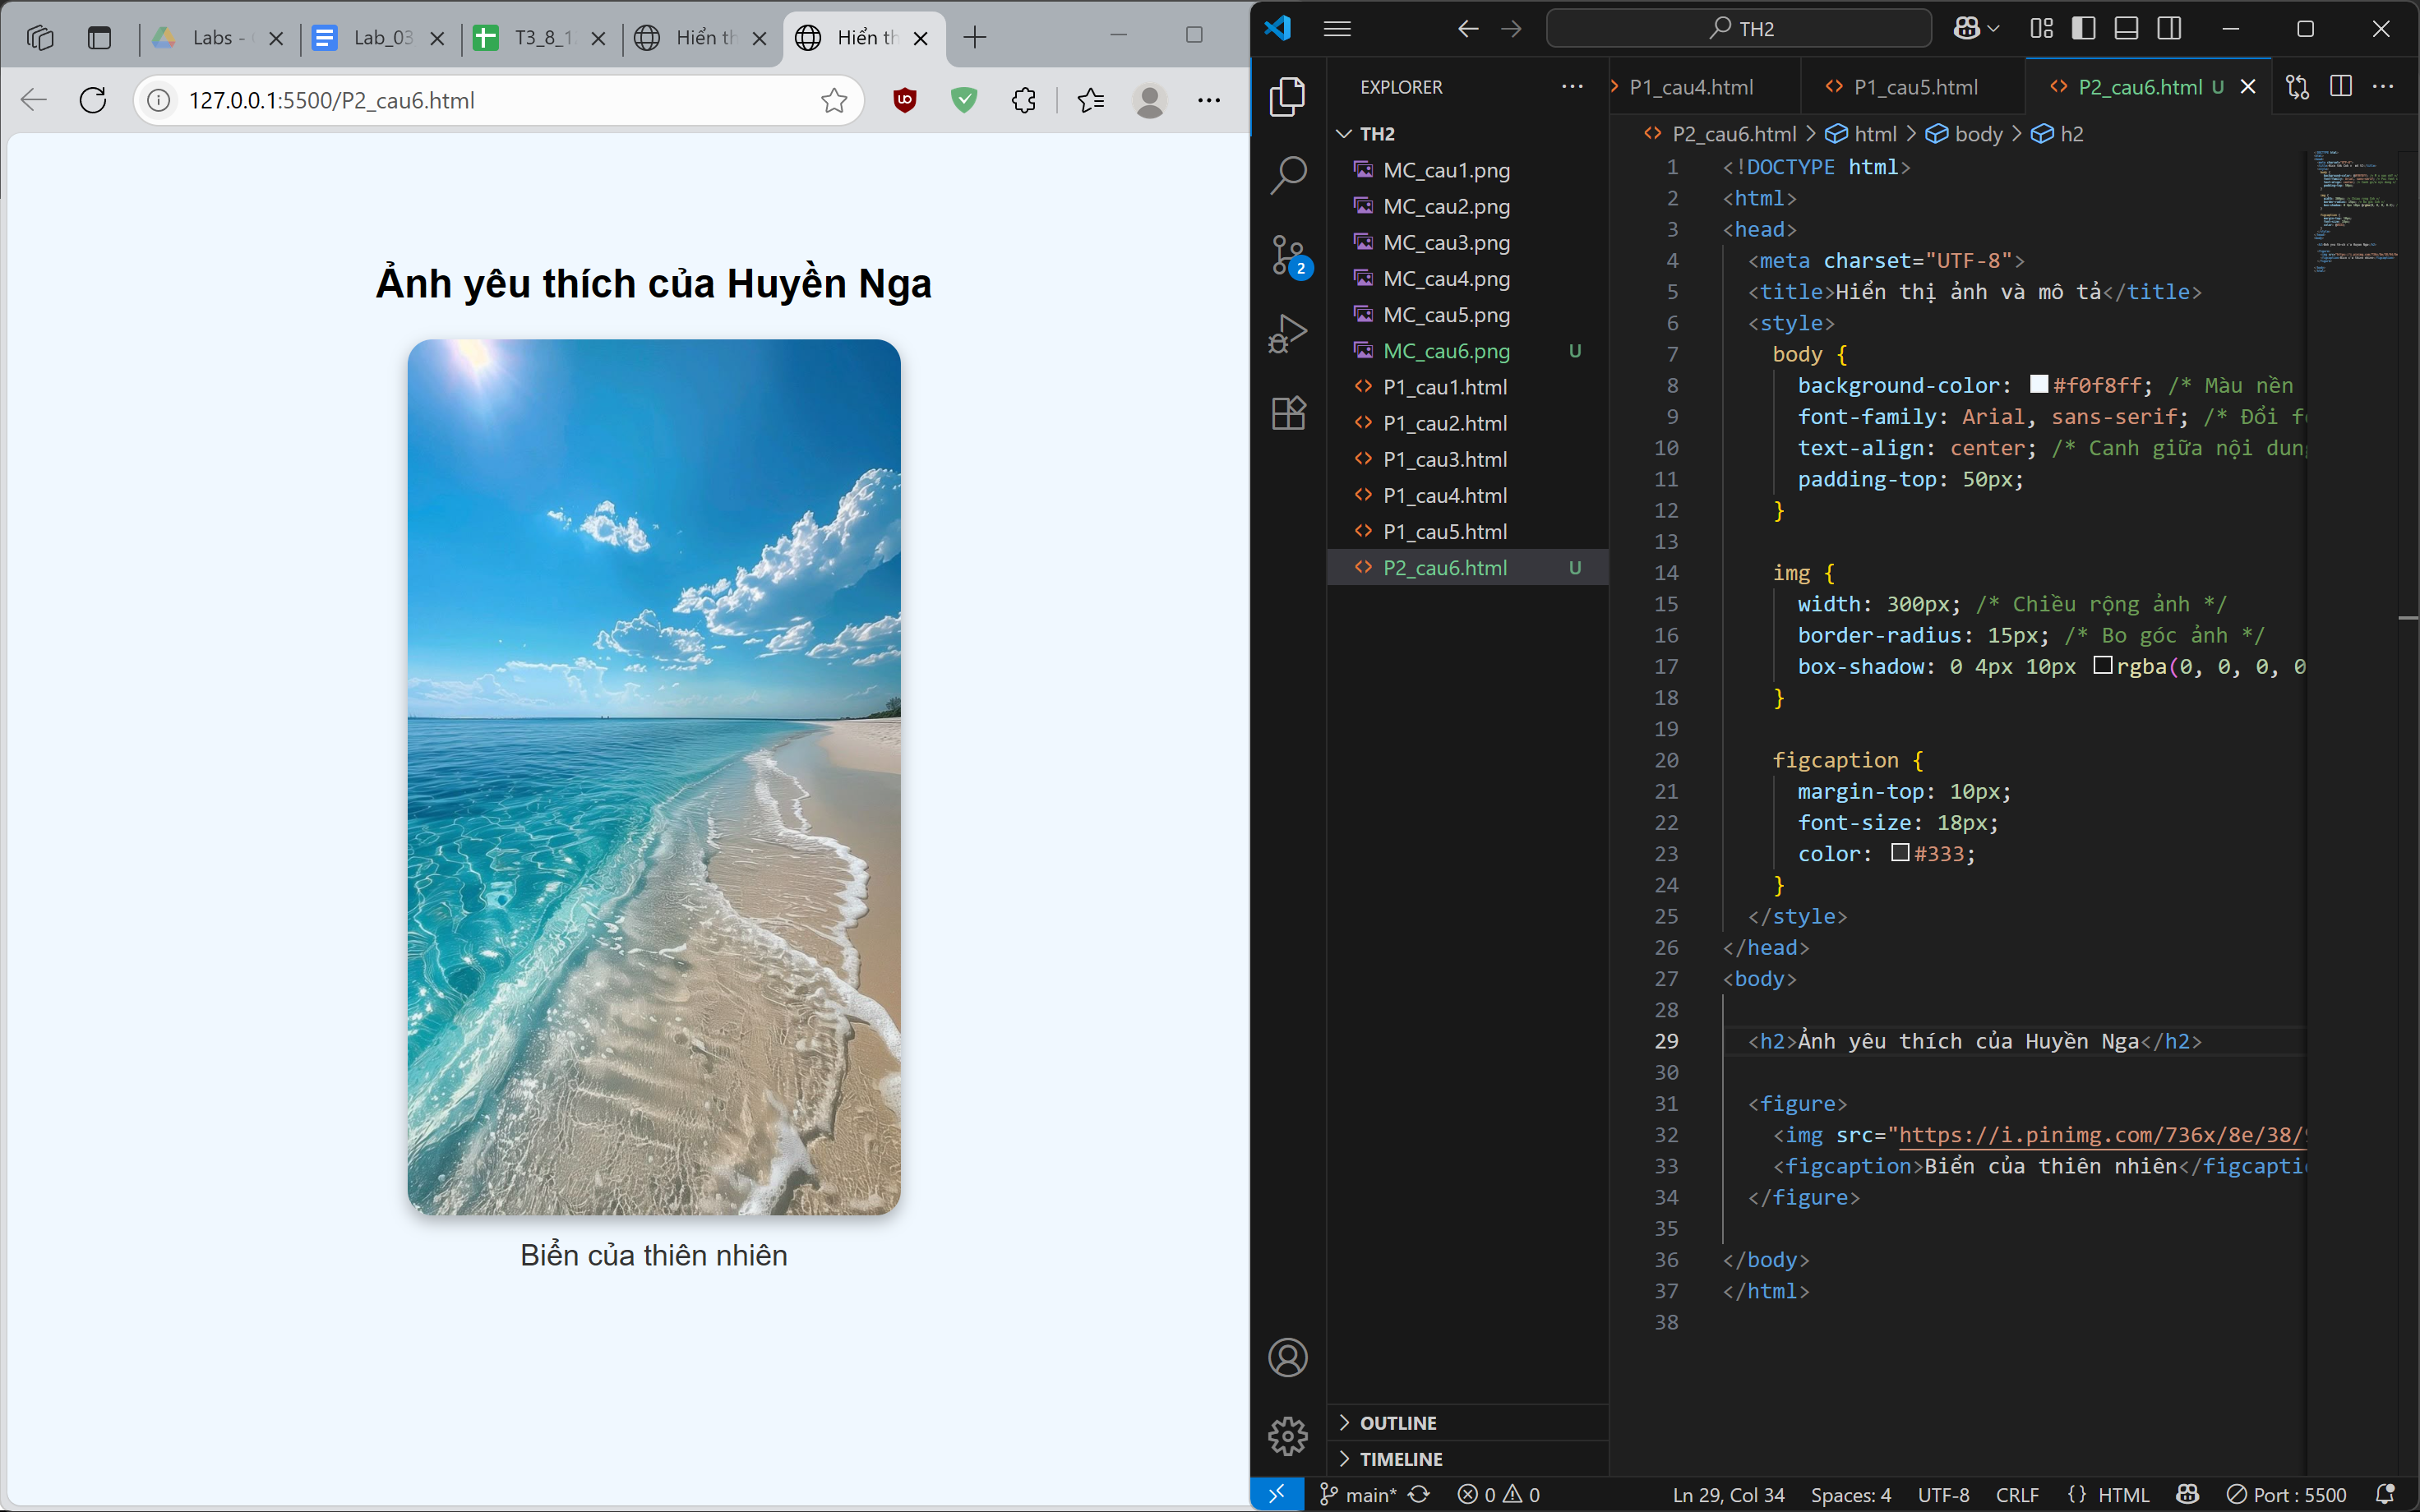 Labs -
Lab_03
T3_8_1
Hiển th
Hiển th
127.0.0.1:5500/P2_cau6.html
Ảnh yêu thích của Huyền Nga
Biển của thiên nhiên
TH2
EXPLORER
TH2
MC_cau1.png
MC_cau2.png
MC_cau3.png
MC_cau4.png
MC_cau5.png
MC_cau6.png U
P1_cau1.html
P1_cau2.html
P1_cau3.html
P1_cau4.html
P1_cau5.html
P2_cau6.html U
OUTLINE
TIMELINE
P1_cau4.html
P1_cau5.html
P2_cau6.html U
P2_cau6.html > html > body > h2
1 <!DOCTYPE html>
2 <html>
3 <head>
4 <meta charset="UTF-8">
5 <title>Hiển thị ảnh và mô tả</title>
6 <style>
7 body {
8 background-color: #f0f8ff; /* Màu nền
9 font-family: Arial, sans-serif; /* Đổi f
10 text-align: center; /* Canh giữa nội dung
11 padding-top: 50px;
12 }
13
14 img {
15 width: 300px; /* Chiều rộng ảnh */
16 border-radius: 15px; /* Bo góc ảnh */
17 box-shadow: 0 4px 10px rgba(0, 0, 0, 0
18 }
19
20 figcaption {
21 margin-top: 10px;
22 font-size: 18px;
23 color: #333;
24 }
25 </style>
26 </head>
27 <body>
28
29 <h2>Ảnh yêu thích của Huyền Nga</h2>
30
31 <figure>
32 <img src="https://i.pinimg.com/736x/8e/38/
33 <figcaption>Biển của thiên nhiên</figcapti
34 </figure>
35
36 </body>
37 </html>
38
2
main* 0 0 Ln 29, Col 34 Spaces: 4 UTF-8 CRLF {} HTML Port : 5500